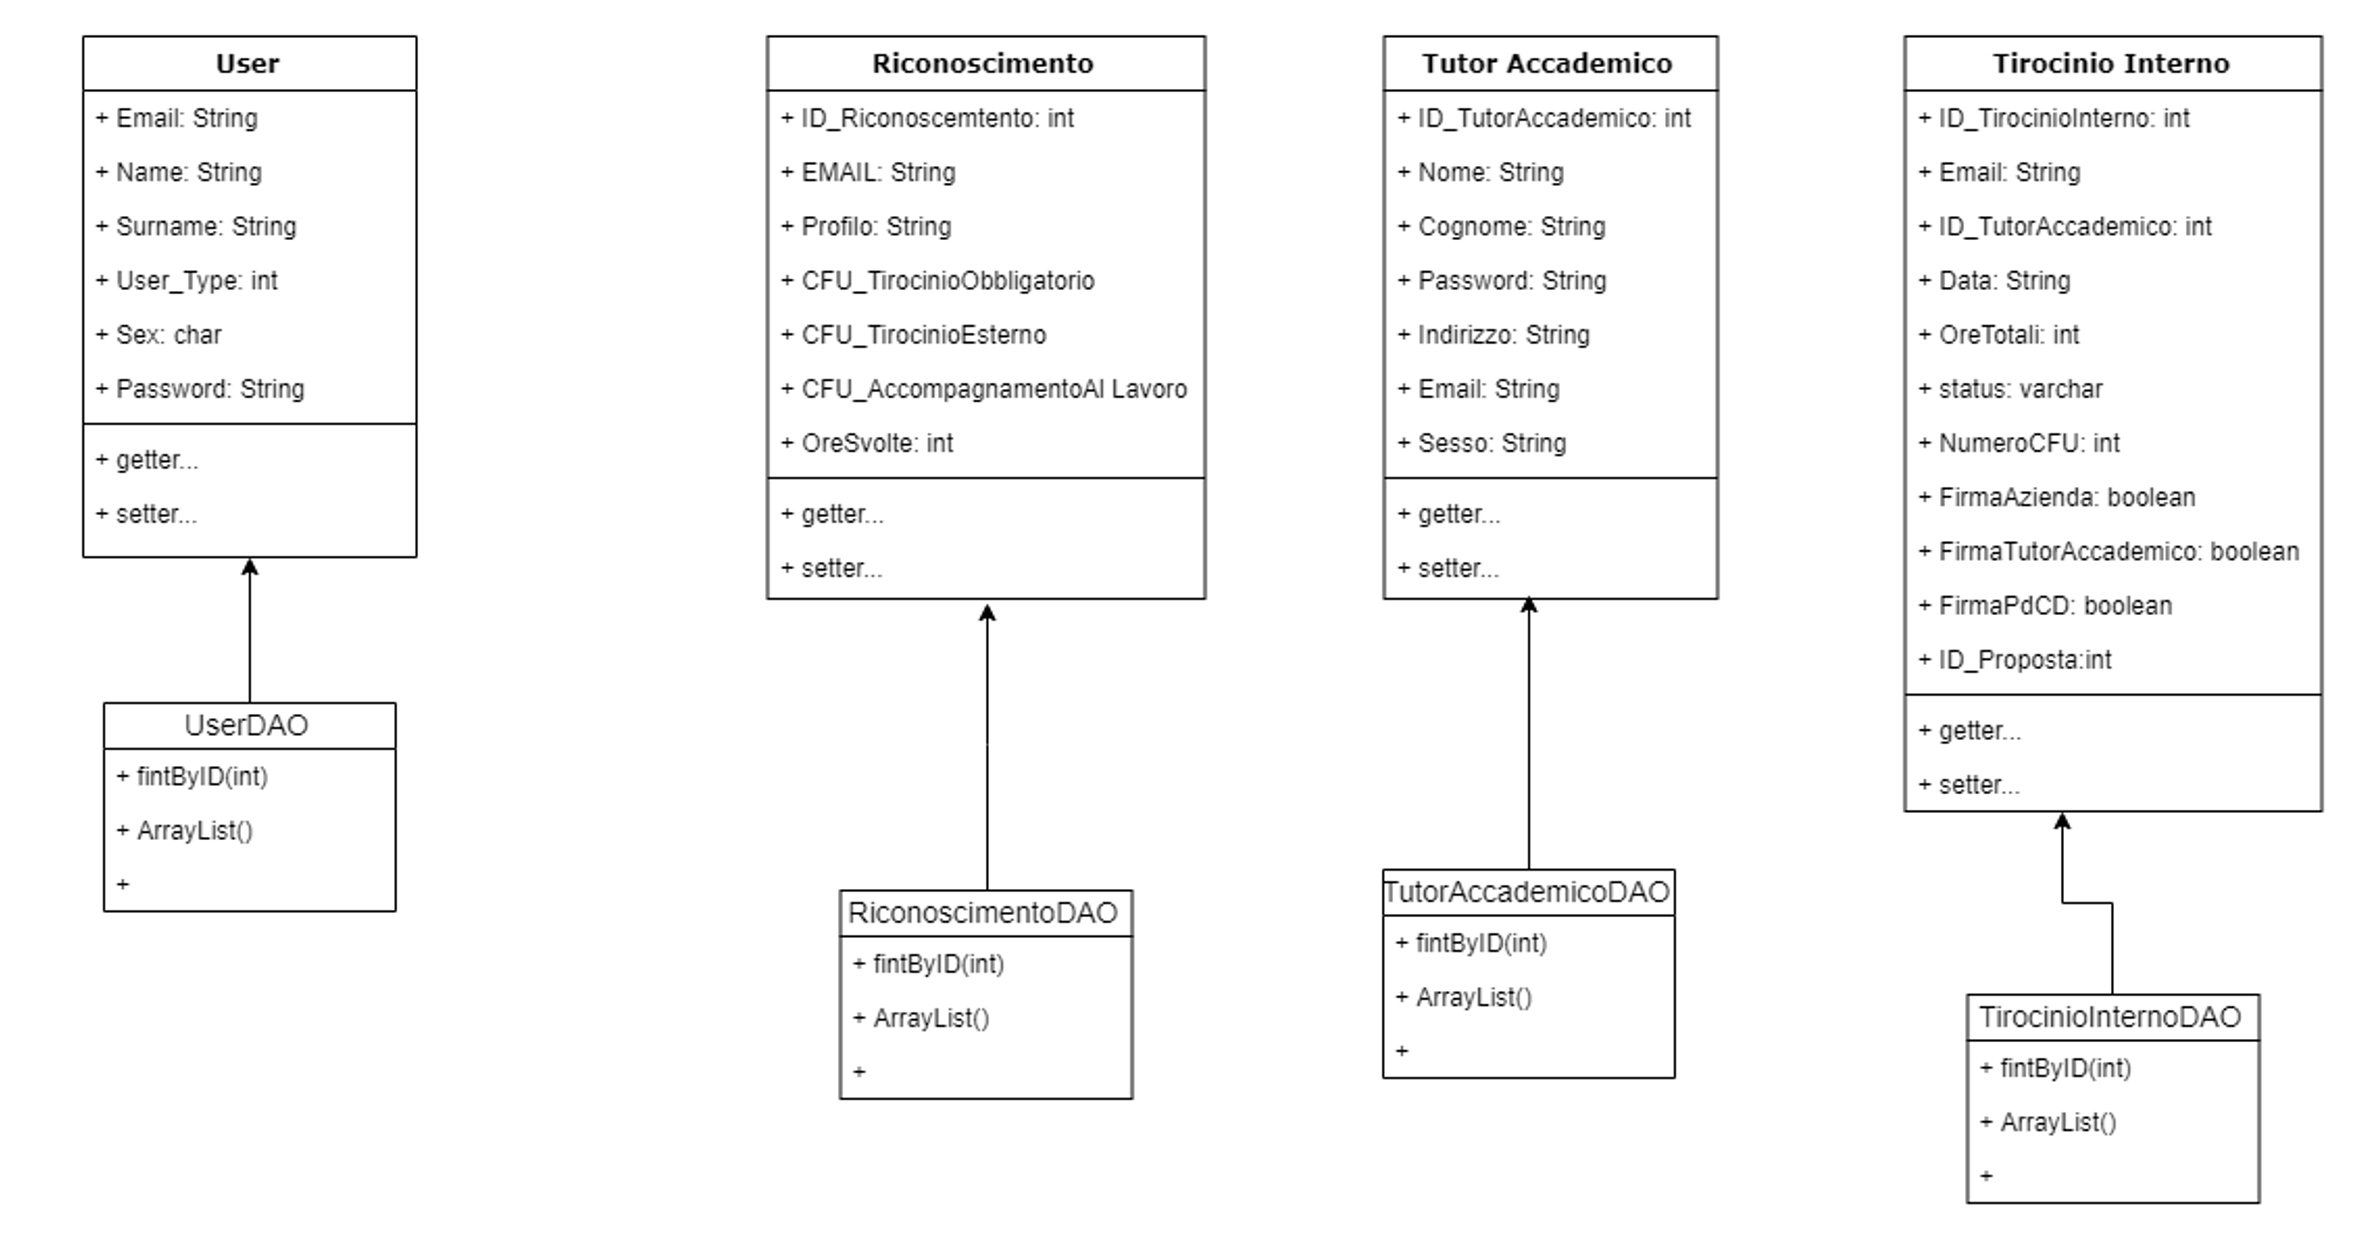 User
+ Email: String
+ Name: String
+ Surname: String
+ User_Type: int
+ Sex: char
+ Password: String
+ getter...
+ setter...
UserDAO
+ fintByID(int)
+ ArrayList()
+
Riconoscimento
+ ID_Riconoscemtento: int
+ EMAIL: String
+ Profilo: String
+ CFU_TirocinioObbligatorio
+ CFU_TirocinioEsterno
+ CFU_AccompagnamentoAl Lavoro
+ OreSvolte: int
+ getter...
+ setter...
RiconoscimentoDAO
+ fintByID(int)
+ ArrayList()
+
Tutor Accademico
+ ID_TutorAccademico: int
+ Nome: String
+ Cognome: String
+ Password: String
+ Indirizzo: String
+ Email: String
+ Sesso: String
+ getter...
+ setter...
TutorAccademicoDAO
+ fintByID(int)
+ ArrayList()
+
Tirocinio Interno
+ ID_TirocinioInterno: int
+ Email: String
+ ID_TutorAccademico: int
+ Data: String
+ OreTotali: int
+ status: varchar
+ NumeroCFU: int
+ FirmaAzienda: boolean
+ FirmaTutorAccademico: boolean
+ FirmaPdCD: boolean
+ ID_Proposta:int
+ getter...
+ setter...
TirocinioInternoDAO
+ fintByID(int)
+ ArrayList()
+